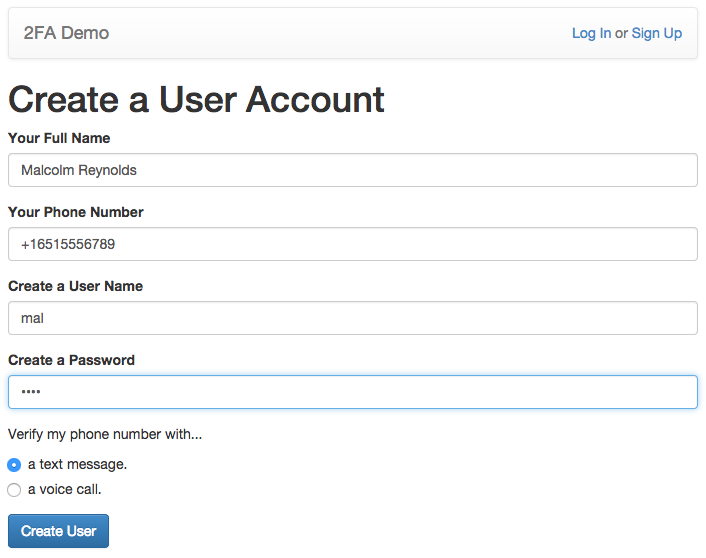 2FA Demo Log In or Sign Up
Create a User Account
Your Full Name
Malcolm Reynolds
Your Phone Number
+16515556789
Create a User Name
mal
Create a Password
••••
Verify my phone number with...
a text message.
a voice call.
Create User